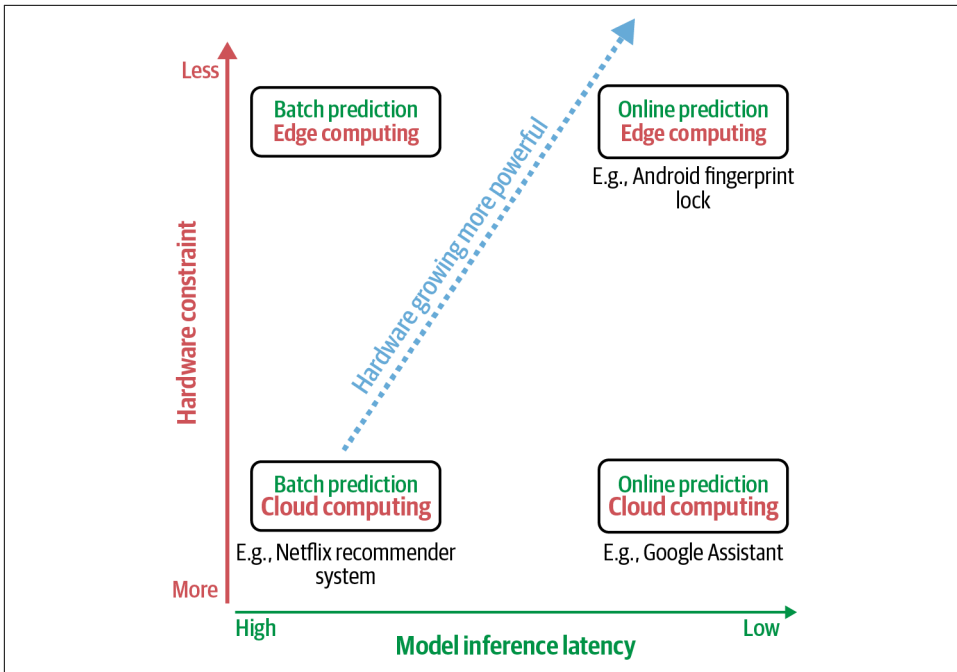 Less
Batch prediction
Edge computing
Online prediction
Edge computing
E.g., Android fingerprint
lock
Hardware growing more powerful
Hardware constraint
Batch prediction
Cloud computing
E.g., Netflix recommender
system
Online prediction
Cloud computing
E.g., Google Assistant
More
High
Model inference latency
Low